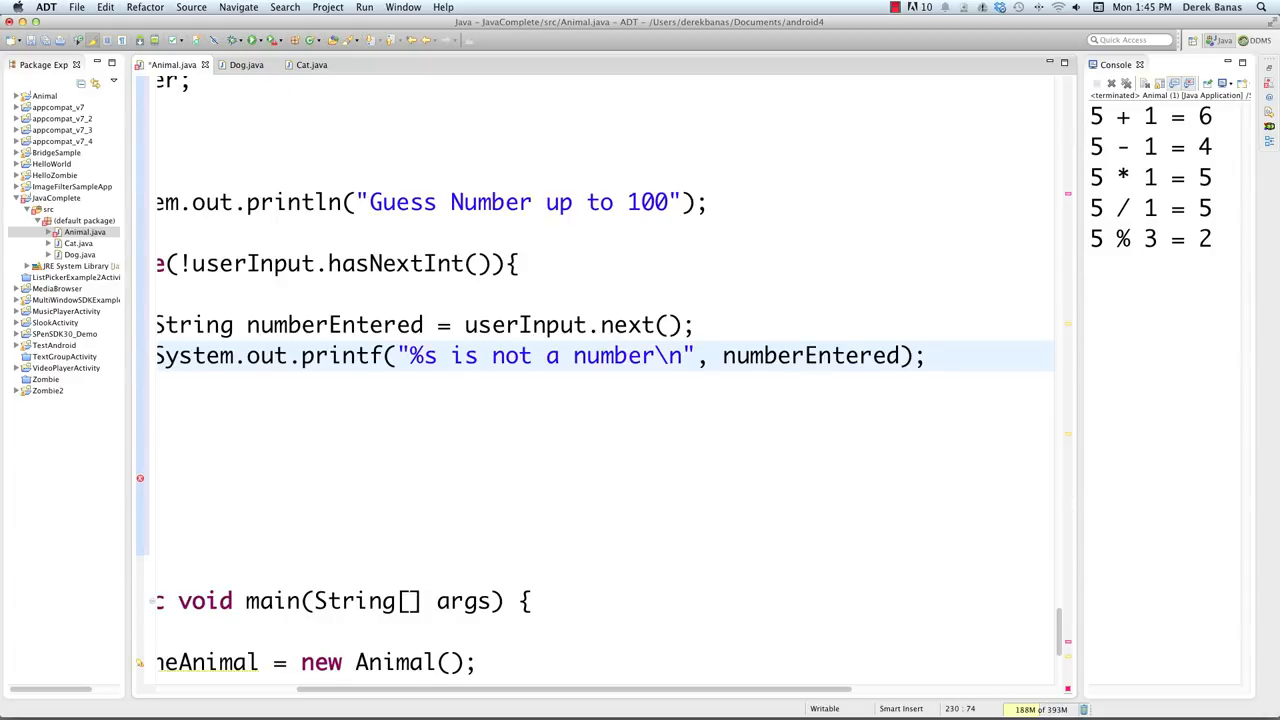 ADT File Edit Refactor Source Navigate Search Project Run Window Help
10
Mon 1:45 PM Derek Banas
Java - JavaComplete/src/Animal.java - ADT - /Users/derekbanas/Documents/android4
Quick Access
Java
DDMS
Package Exp
*Animal.java
Dog.java
Cat.java
Console
<terminated> Animal (1) [Java Application] /S
Animal
appcompat_v7
appcompat_v7_2
appcompat_v7_3
appcompat_v7_4
BridgeSample
HelloWorld
HelloZombie
ImageFilterSampleApp
JavaComplete
src
(default package)
Animal.java
Cat.java
Dog.java
JRE System Library [Ja
ListPickerExample2Activi
MediaBrowser
MultiWindowSDKExample
MusicPlayerActivity
SlookActivity
SPenSDK30_Demo
TestAndroid
TextGroupActivity
VideoPlayerActivity
Zombie
Zombie2
er;
em.out.println("Guess Number up to 100");
e(!userInput.hasNextInt()){
String numberEntered = userInput.next();
System.out.printf("%s is not a number\n", numberEntered);
c void main(String[] args) {
neAnimal = new Animal();
5 + 1 = 6
5 - 1 = 4
5 * 1 = 5
5 / 1 = 5
5 % 3 = 2
Writable
Smart Insert
230 : 74
188M of 393M